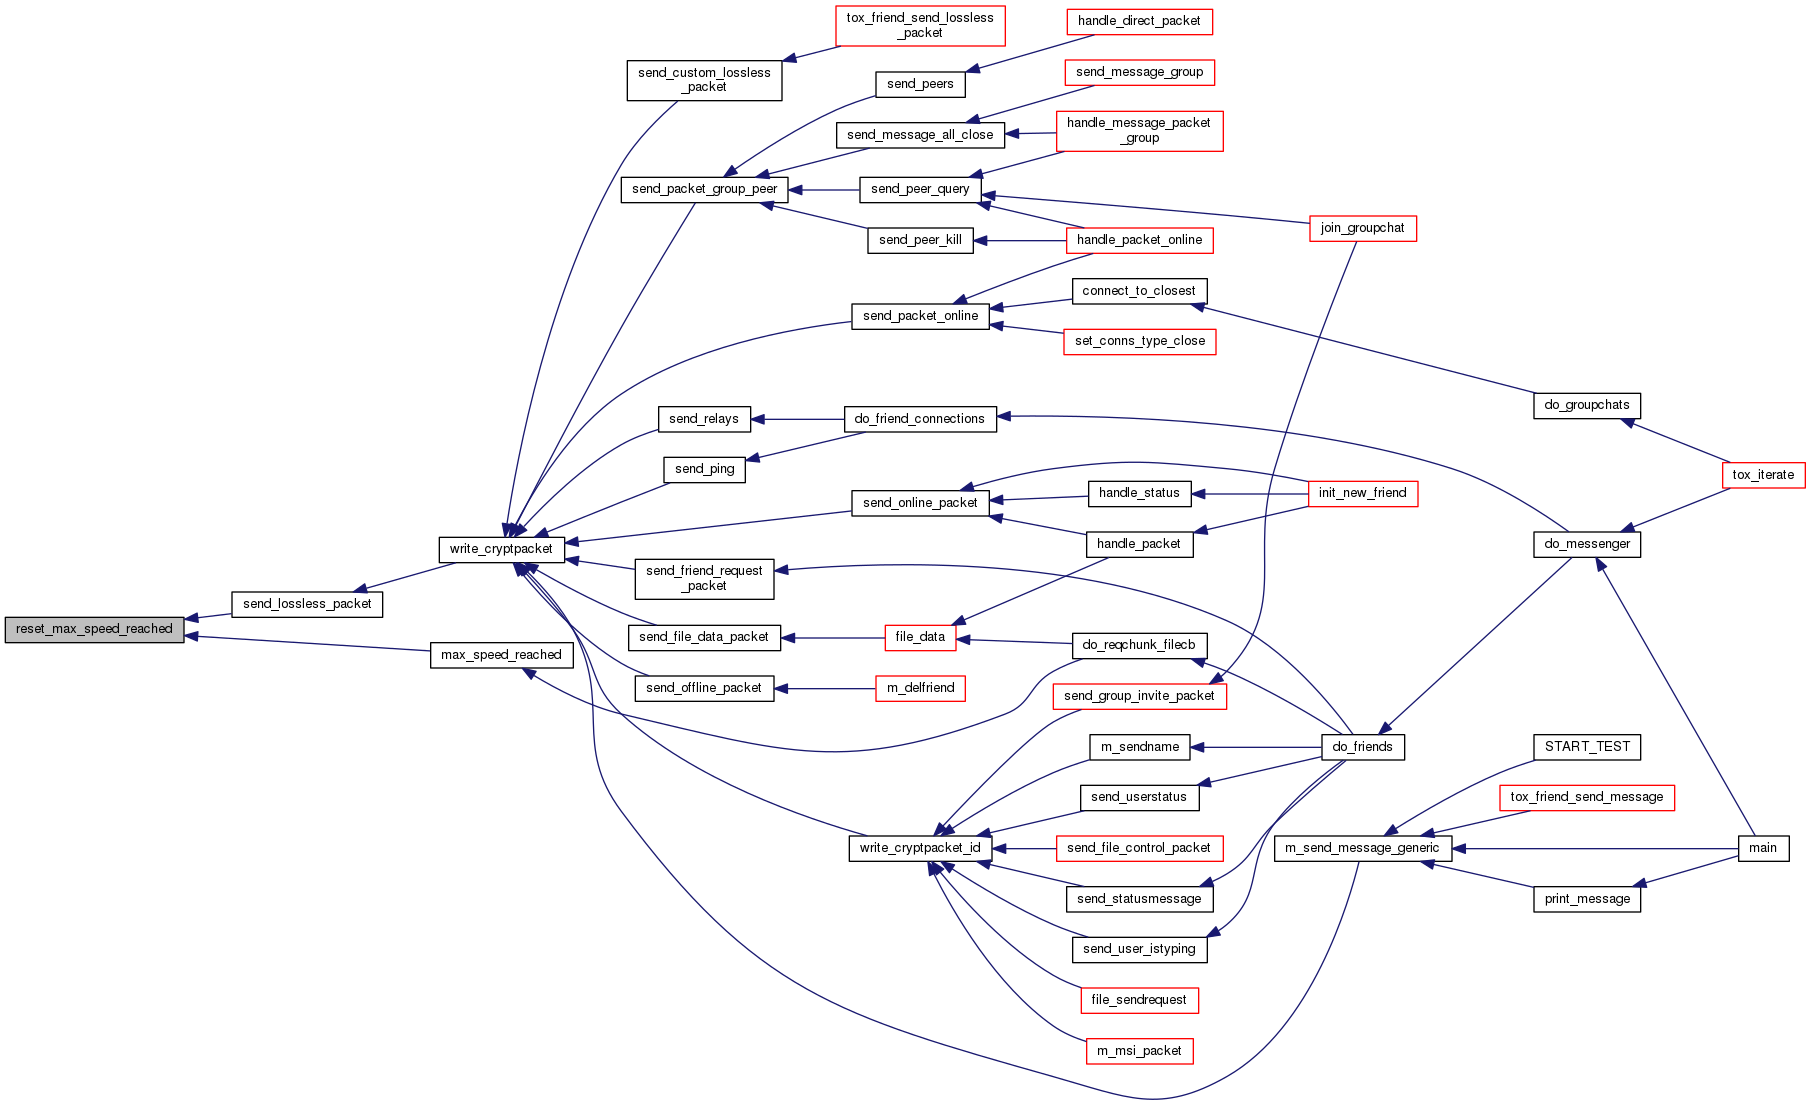 tox_friend_send_lossless
_packet
handle_direct_packet
send_custom_lossless
_packet
send_peers
send_message_group
send_message_all_close
handle_message_packet
_group
send_packet_group_peer
send_peer_query
join_groupchat
send_peer_kill
handle_packet_online
connect_to_closest
send_packet_online
set_conns_type_close
do_groupchats
send_relays
do_friend_connections
send_ping
tox_iterate
send_online_packet
handle_status
init_new_friend
write_cryptpacket
handle_packet
do_messenger
send_friend_request
_packet
send_lossless_packet
reset_max_speed_reached
send_file_data_packet
file_data
do_reqchunk_filecb
max_speed_reached
send_offline_packet
m_delfriend
send_group_invite_packet
m_sendname
do_friends
START_TEST
send_userstatus
tox_friend_send_message
write_cryptpacket_id
send_file_control_packet
m_send_message_generic
main
send_statusmessage
print_message
send_user_istyping
file_sendrequest
m_msi_packet